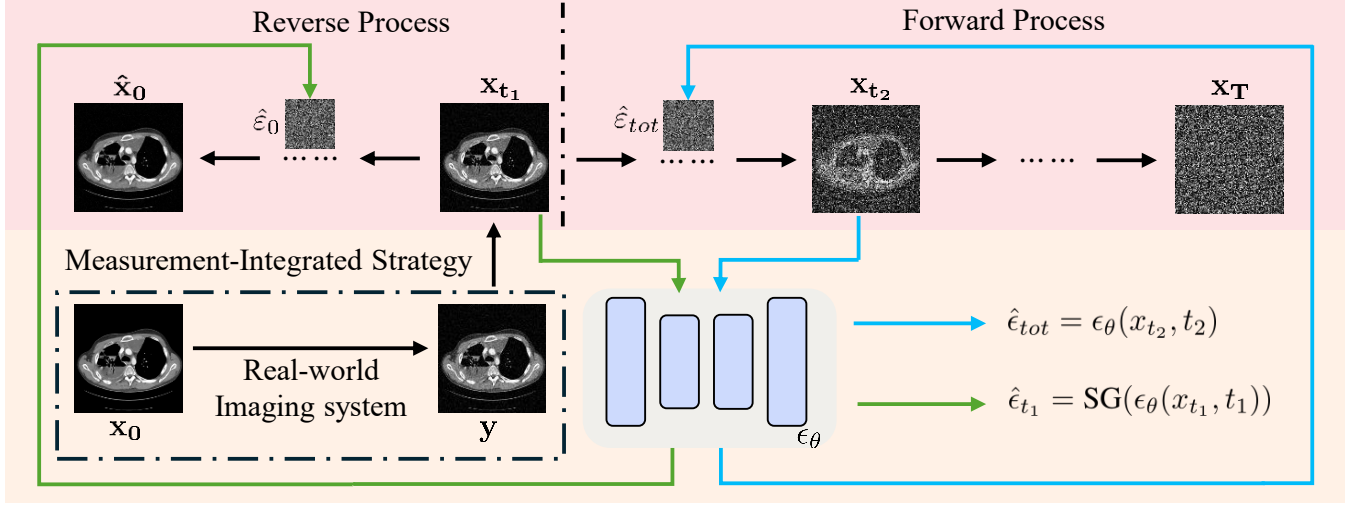 Reverse Process
Forward Process
x̂₀
ε̂₀
x_{t₁}
ε̂_{tot}
x_{t₂}
x_T
...... 
......
......
Measurement-Integrated Strategy
Real-world
Imaging system
x₀
y
ϵ_θ
ϵ̂_{tot} = ϵ_θ(x_{t₂}, t₂)
ϵ̂_{t₁} = SG(ϵ_θ(x_{t₁}, t₁))